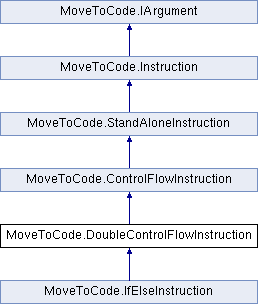 MoveToCode.IArgument
MoveToCode.Instruction
MoveToCode.StandAloneInstruction
MoveToCode.ControlFlowInstruction
MoveToCode.DoubleControlFlowInstruction
MoveToCode.IfElseInstruction